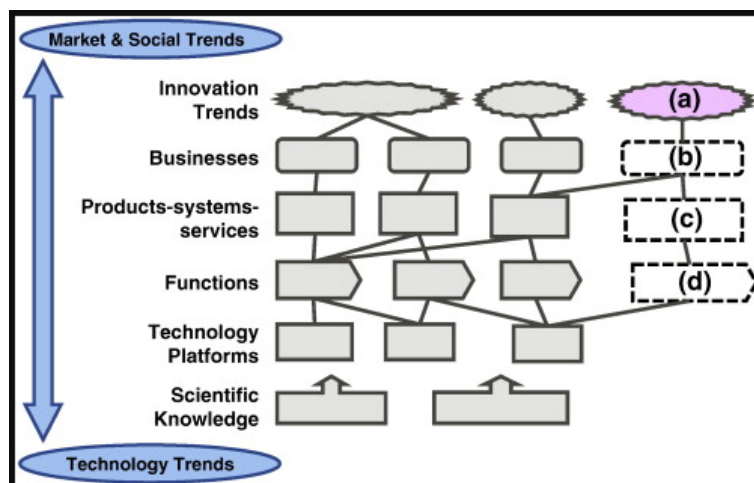 Market & Social Trends
Innovation
Trends
(a)
Businesses
(b)
Products-systems-
services
(c)
Functions
(d)
Technology
Platforms
Scientific
Knowledge
Technology Trends